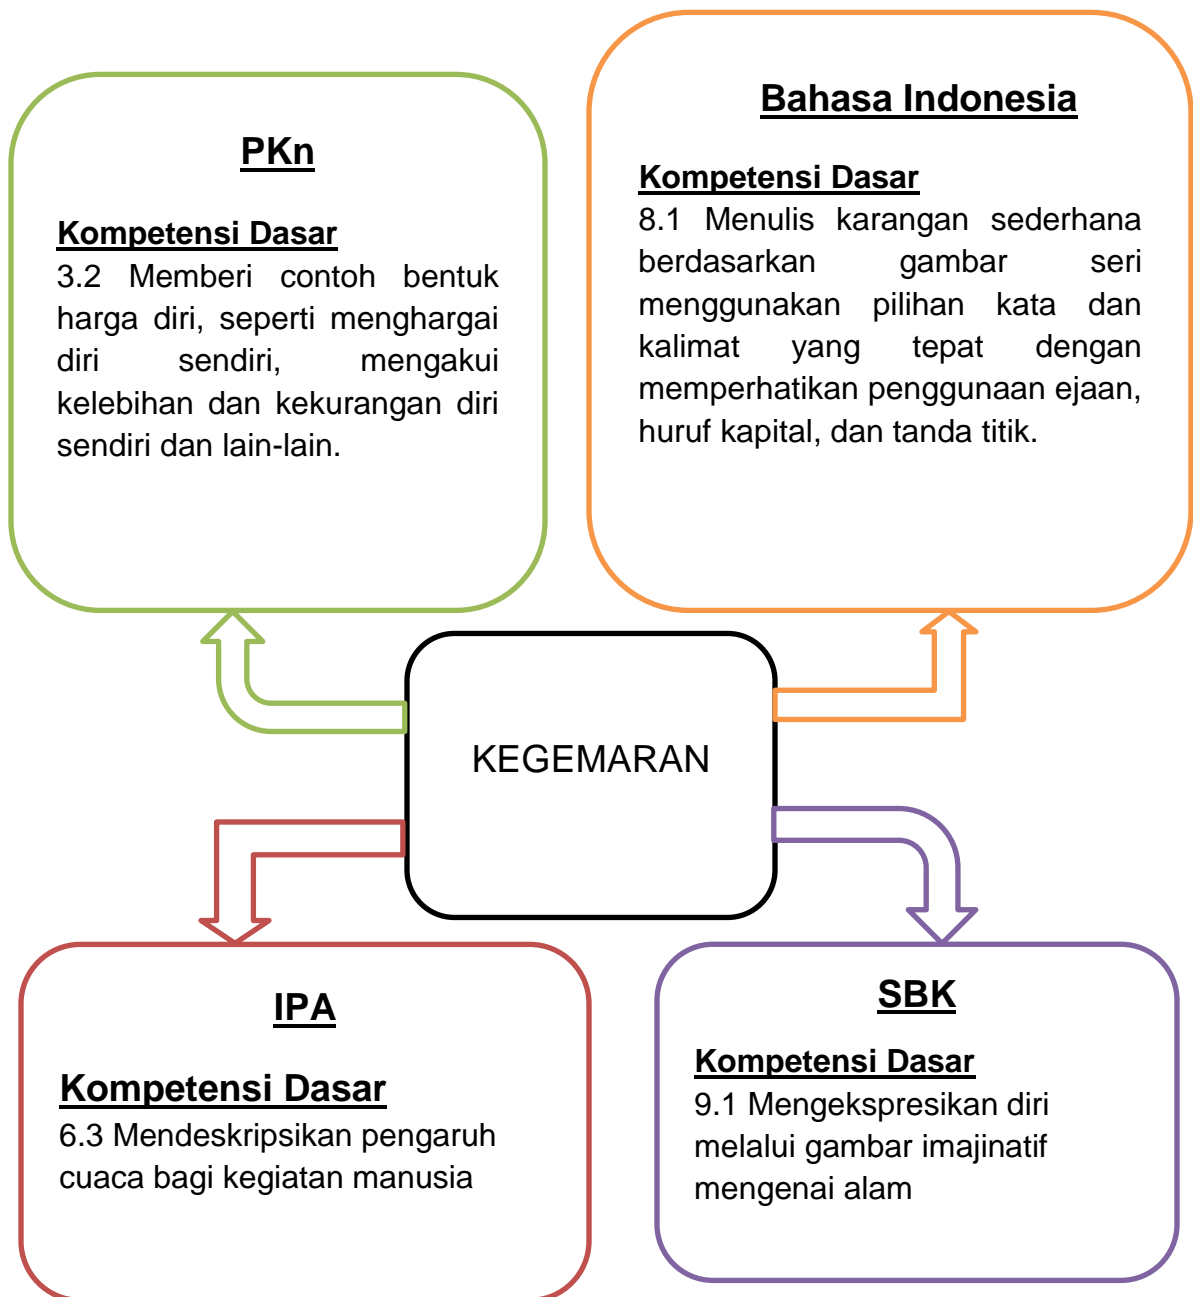 PKn
Kompetensi Dasar
3.2 Memberi contoh bentuk
harga diri, seperti menghargai
diri sendiri, mengakui
kelebihan dan kekurangan diri
sendiri dan lain-lain.
Bahasa Indonesia
Kompetensi Dasar
8.1 Menulis karangan sederhana
berdasarkan gambar seri
menggunakan pilihan kata dan
kalimat yang tepat dengan
memperhatikan penggunaan ejaan,
huruf kapital, dan tanda titik.
KEGEMARAN
IPA
Kompetensi Dasar
6.3 Mendeskripsikan pengaruh
cuaca bagi kegiatan manusia
SBK
Kompetensi Dasar
9.1 Mengekspresikan diri
melalui gambar imajinatif
mengenai alam